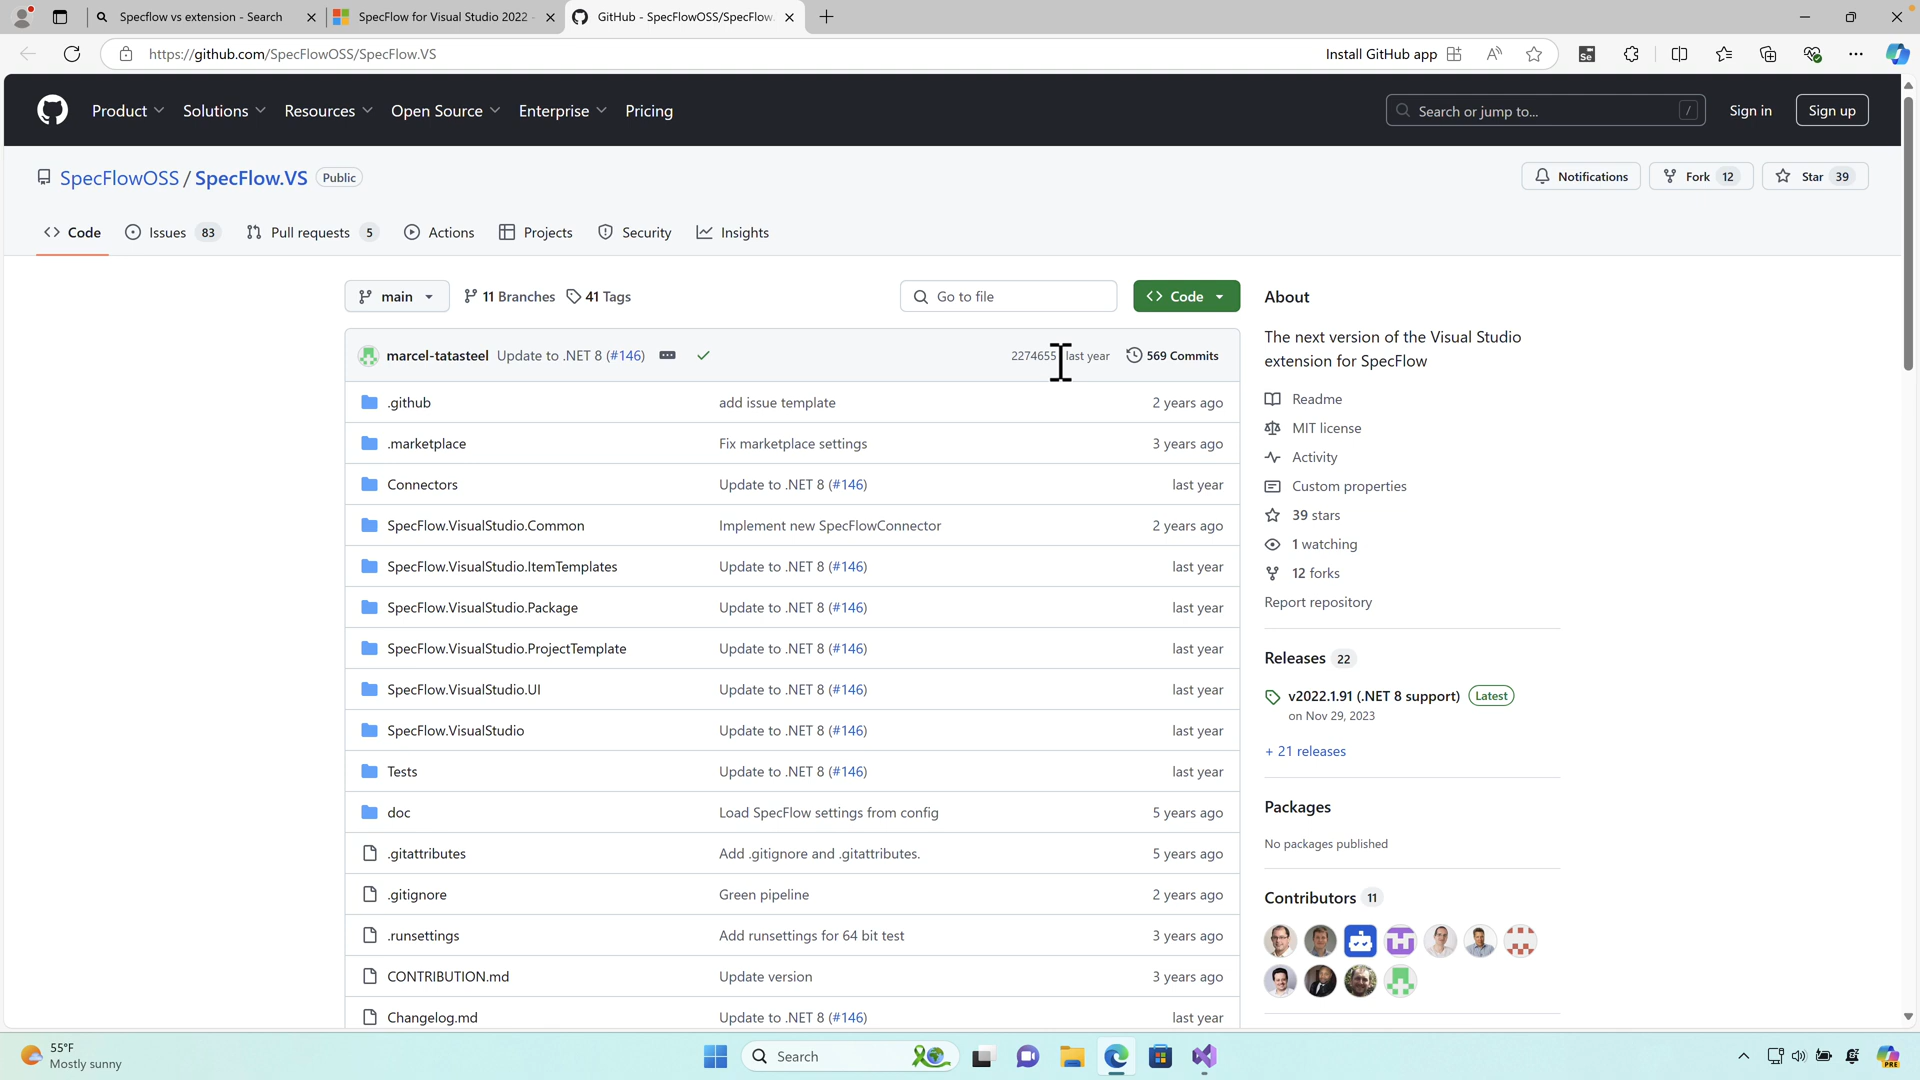 Specflow vs extension - Search
SpecFlow for Visual Studio 2022 -
GitHub - SpecFlowOSS/SpecFlow.
https://github.com/SpecFlowOSS/SpecFlow.VS
Install GitHub app
Product
Solutions
Resources
Open Source
Enterprise
Pricing
Search or jump to...
/
Sign in
Sign up
SpecFlowOSS / SpecFlow.VS
Public
Notifications
Fork 12
Star 39
Code
Issues 83
Pull requests 5
Actions
Projects
Security
Insights
main
11 Branches
41 Tags
Go to file
Code
marcel-tatasteel Update to .NET 8 (#146)
2274655
last year
569 Commits
.github add issue template 2 years ago
.marketplace Fix marketplace settings 3 years ago
Connectors Update to .NET 8 (#146) last year
SpecFlow.VisualStudio.Common Implement new SpecFlowConnector 2 years ago
SpecFlow.VisualStudio.ItemTemplates Update to .NET 8 (#146) last year
SpecFlow.VisualStudio.Package Update to .NET 8 (#146) last year
SpecFlow.VisualStudio.ProjectTemplate Update to .NET 8 (#146) last year
SpecFlow.VisualStudio.UI Update to .NET 8 (#146) last year
SpecFlow.VisualStudio Update to .NET 8 (#146) last year
Tests Update to .NET 8 (#146) last year
doc Load SpecFlow settings from config 5 years ago
.gitattributes Add .gitignore and .gitattributes. 5 years ago
.gitignore Green pipeline 2 years ago
.runsettings Add runsettings for 64 bit test 3 years ago
CONTRIBUTION.md Update version 3 years ago
Changelog.md Update to .NET 8 (#146) last year
About
The next version of the Visual Studio
extension for SpecFlow
Readme
MIT license
Activity
Custom properties
39 stars
1 watching
12 forks
Report repository
Releases 22
v2022.1.91 (.NET 8 support) Latest
on Nov 29, 2023
+ 21 releases
Packages
No packages published
Contributors 11
55°F
Mostly sunny
Search
PRE